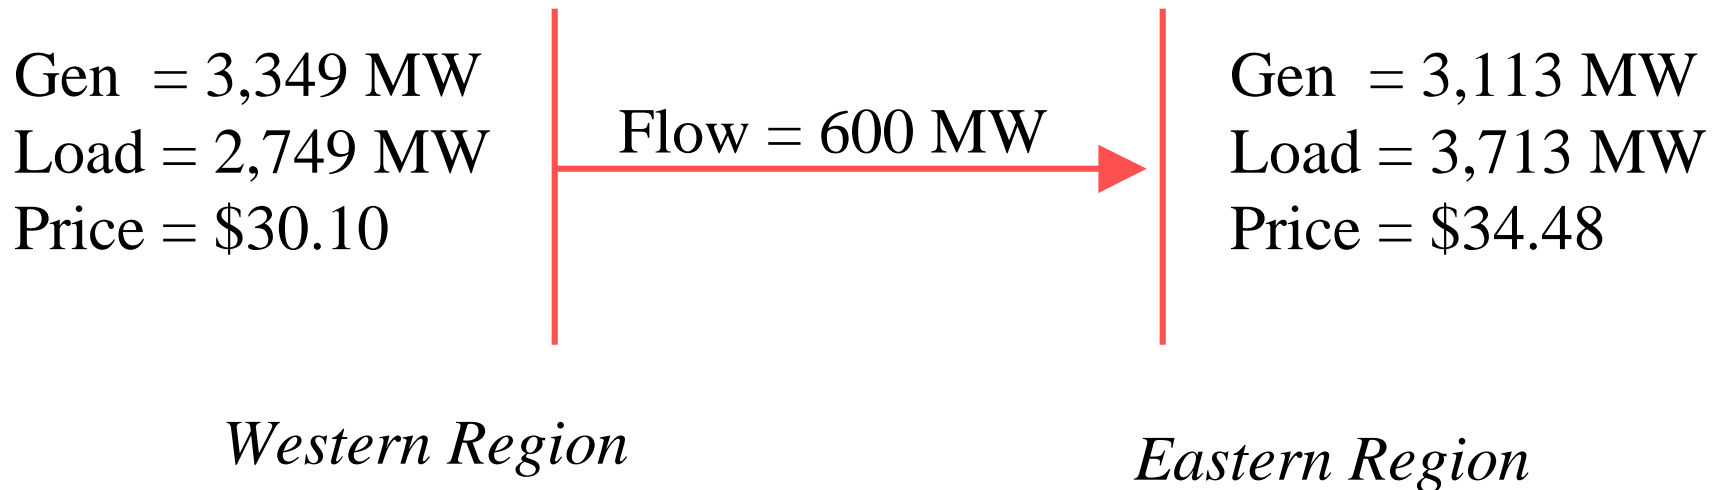 Gen = 3,349 MW
Load = 2,749 MW
Price = $30.10
Flow = 600 MW
Gen = 3,113 MW
Load = 3,713 MW
Price = $34.48
Western Region
Eastern Region